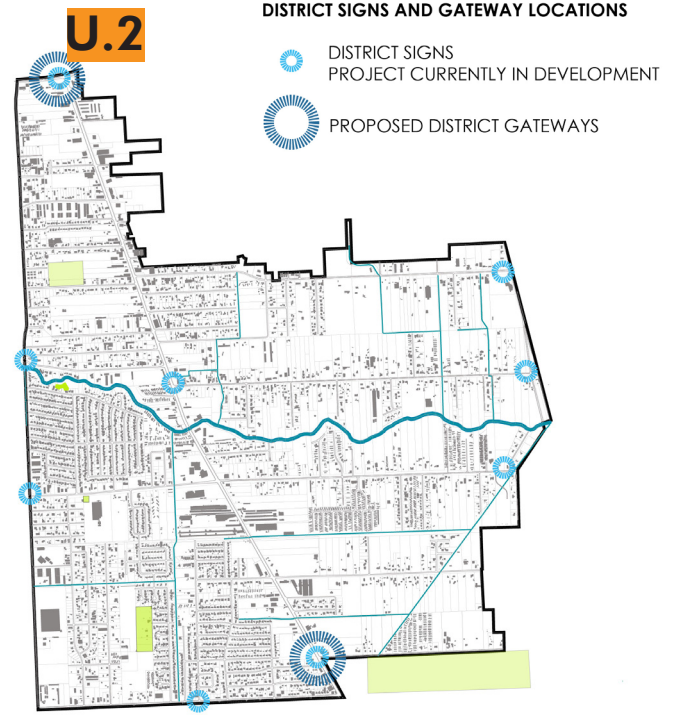 U.2
DISTRICT SIGNS AND GATEWAY LOCATIONS
DISTRICT SIGNS
PROJECT CURRENTLY IN DEVELOPMENT
PROPOSED DISTRICT GATEWAYS